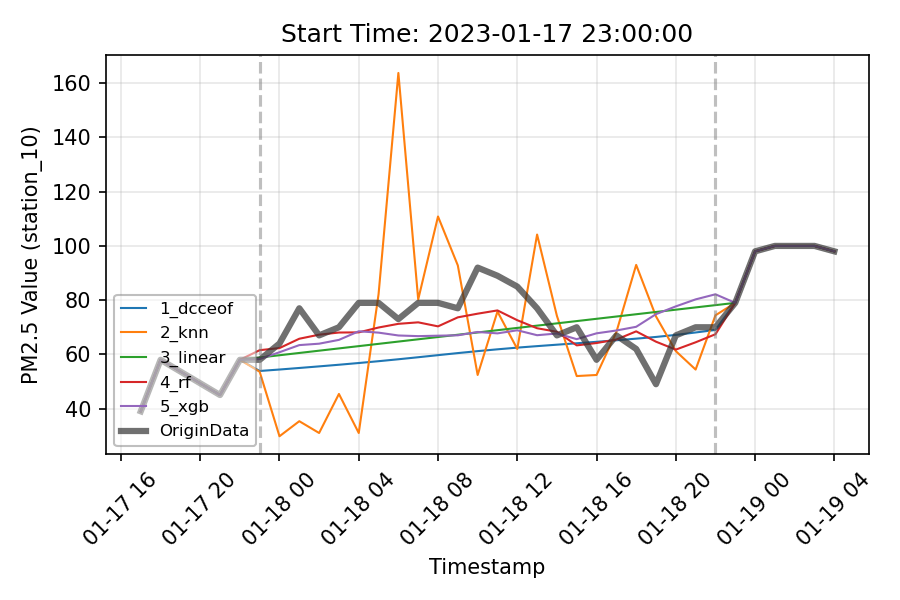 Start Time: 2023-01-17 23:00:00
PM2.5 Value (station_10)
160
140
120
100
80
60
40
1_dcceof
2_knn
3_linear
4_rf
5_xgb
OriginData
01-17 16
01-17 20
01-18 00
01-18 04
01-18 08
01-18 12
01-18 16
01-18 20
01-19 00
01-19 04
Timestamp